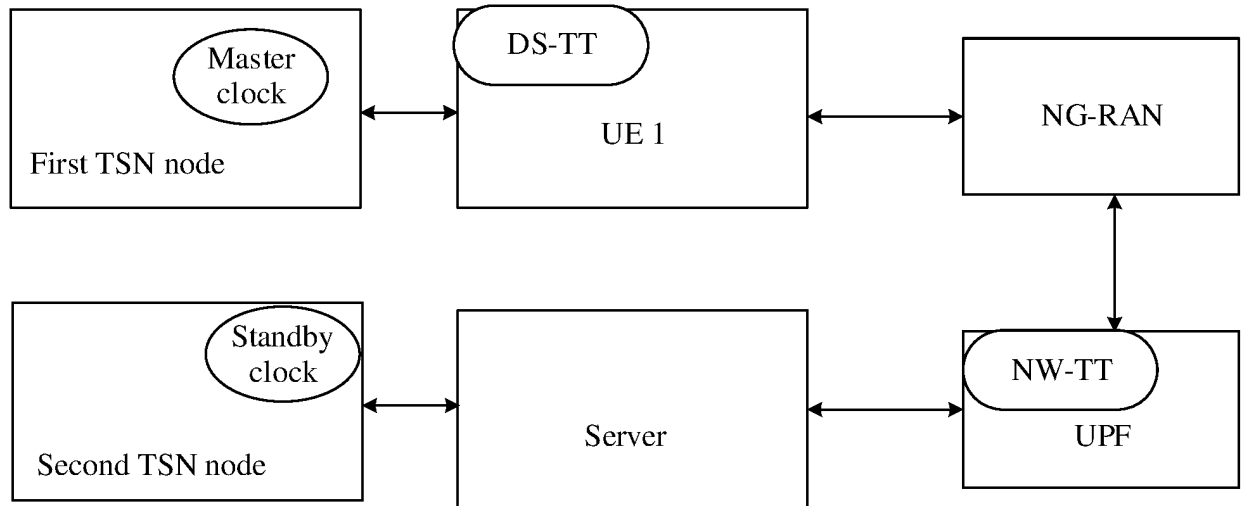 Master
clock
First TSN node
DS-TT
UE 1
NG-RAN
Standby
clock
Second TSN node
Server
NW-TT
UPF